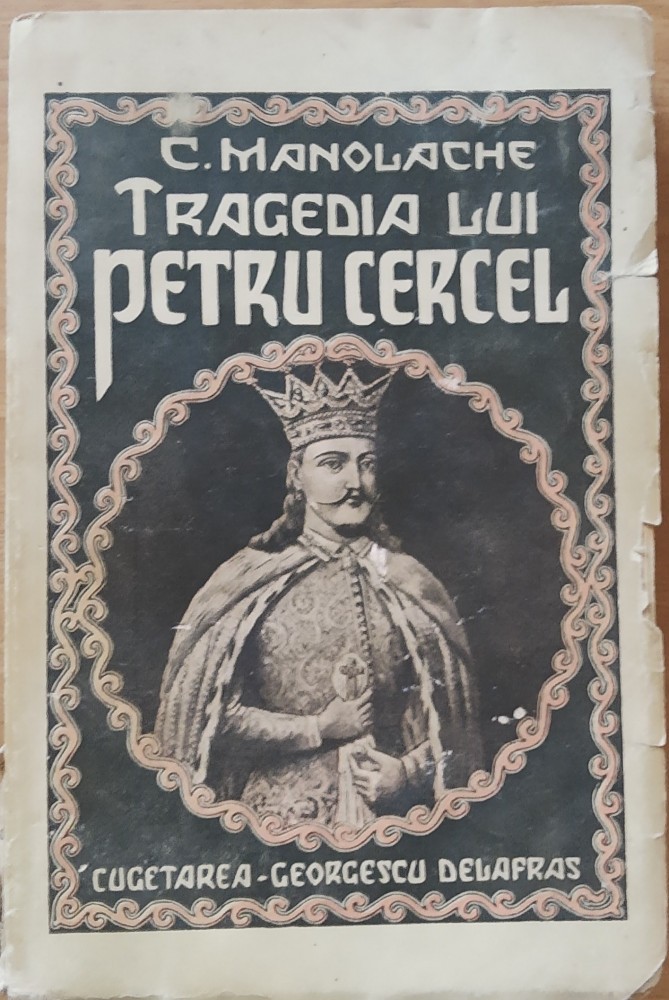 C. MANOLACHE
TRAGEDIA LUI
PETRU CERCEL
CUGETAREA - GEORGESCU DELAFRAS